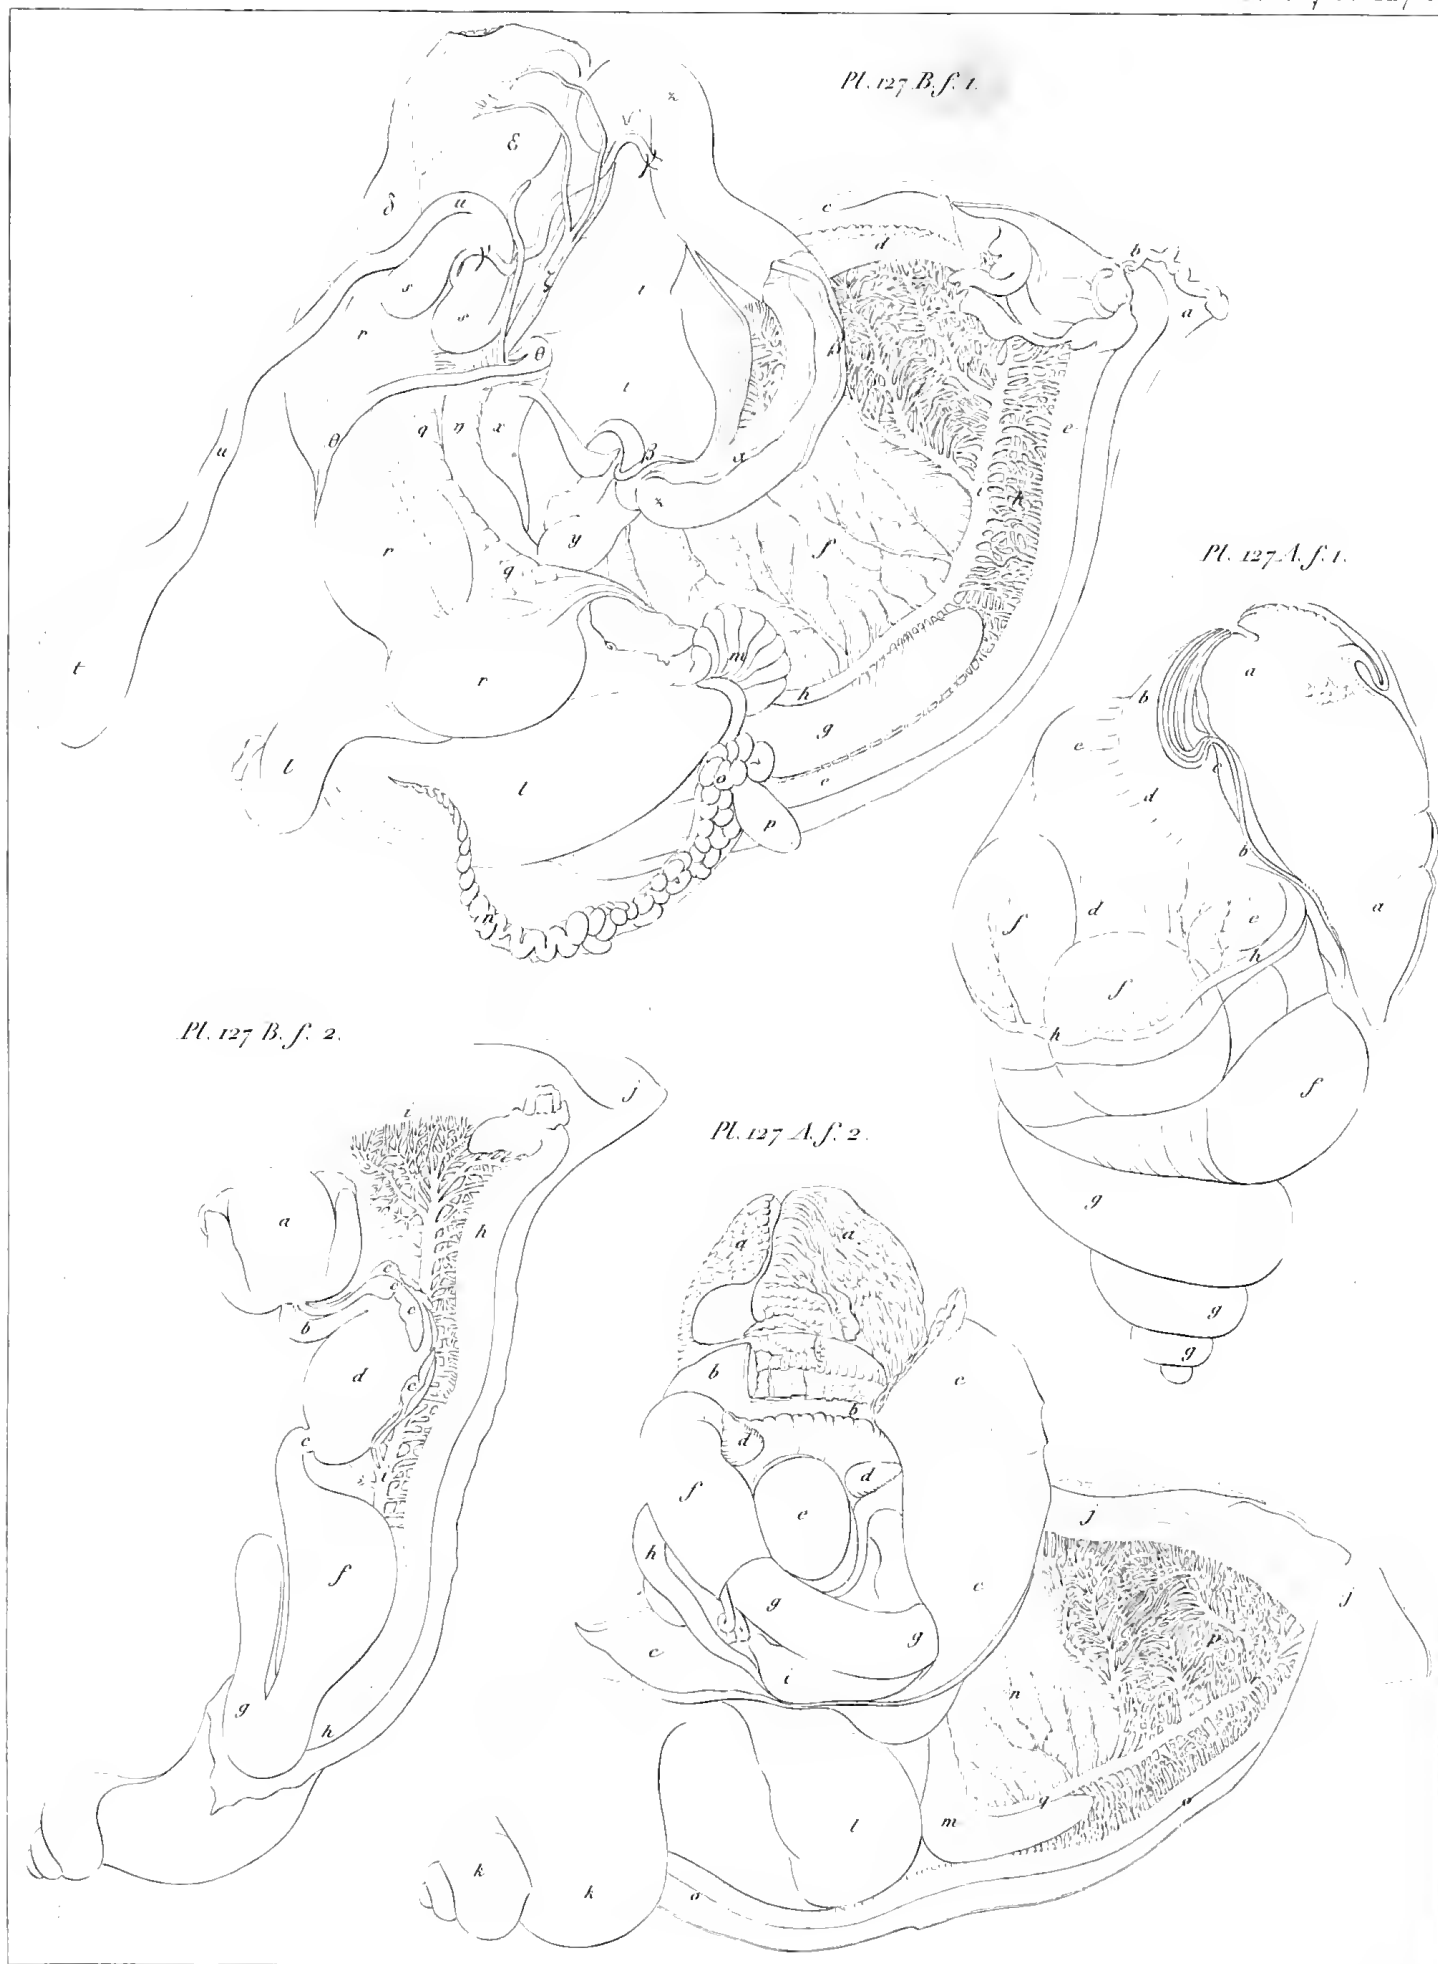 Pl. 127 B. f. 1.
z
ε
δ
u
c
d
b
a
s
s
r
θ
i
β
e
θ
q
η
x
u
i
β
α
z
i
k
r
y
f
q
Pl. 127 A. f. 1.
t
m
r
h
a
b
g
l
c
c
l
o
e
d
p
b
n
f
d
e
a
h
f
h
Pl. 127 B. f. 2.
f
i
j
Pl. 127 A. f. 2.
g
a
h
a
a
c
c
c
g
g
b
b
c
d
c
b
d
d
c
i
f
e
j
h
f
c
j
g
g
p
c
i
n
g
h
q
o
l
m
k
k
o